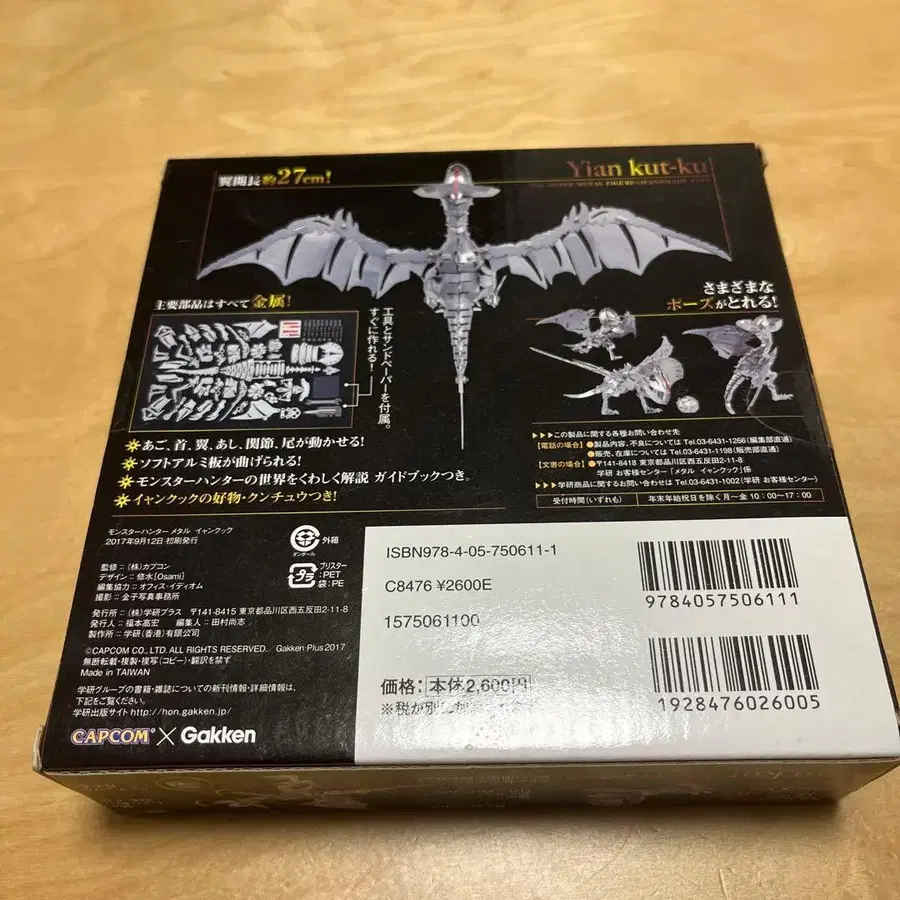 翼開長約27cm!
Yian kut-ku
主要部品はすべて金属!
工具とサンドペーパーを付属。
すぐに作れる!
さまざまな
ポーズがとれる!
あご、首、翼、あし、関節、尾が動かせる!
ソフトアルミ板が曲げられる!
モンスターハンターの世界をくわしく解説 ガイドブックつき。
イャンクックの好物・クンチュウつき!
▶▶▶この製品に関する各種お問い合わせ先
【電話の場合】●製品内容、不良については Tel.03-6431-1266(編集部直通)
●販売、在庫については Tel.03-6431-1198(販売部直通)
【文書の場合】●〒141-8418 東京都品川区西五反田2-11-8
学研 お客様センター「メタル イャンクック」係
▶▶▶学研商品に関するお問い合わせは Tel.03-6431-1002(学研 お客様センター)
受付時間(いずれも) 年末年始祝日を除く月〜金 10:00〜17:00
モンスターハンター メタル イャンクック
2017年9月12日 初刷発行
外箱
ダンボール
ブリスター
:PET
袋:PE
監修:(株)カプコン
デザイン:修水[Osami]
編集協力:オフィス・イディオム
撮影:金子写真事務所
発行所:(株)学研プラス 〒141-8415 東京都品川区西五反田2-11-8
発行人:福本高宏 編集人:田村尚志
製作所:学研(香港)有限公司
©CAPCOM CO., LTD. ALL RIGHTS RESERVED. Gakken Plus 2017
無断転載・複製・複写(コピー)・翻訳を禁ず
Made in TAIWAN
学研グループの書籍・雑誌についての新刊情報・詳細情報は、
下記をご覧ください。
学研出版サイト http://hon.gakken.jp/
CAPCOM × Gakken
ISBN978-4-05-750611-1
C8476 ¥2600E
1575061100
9784057506111
価格: 本体2,600円
※税が別に
1928476026005